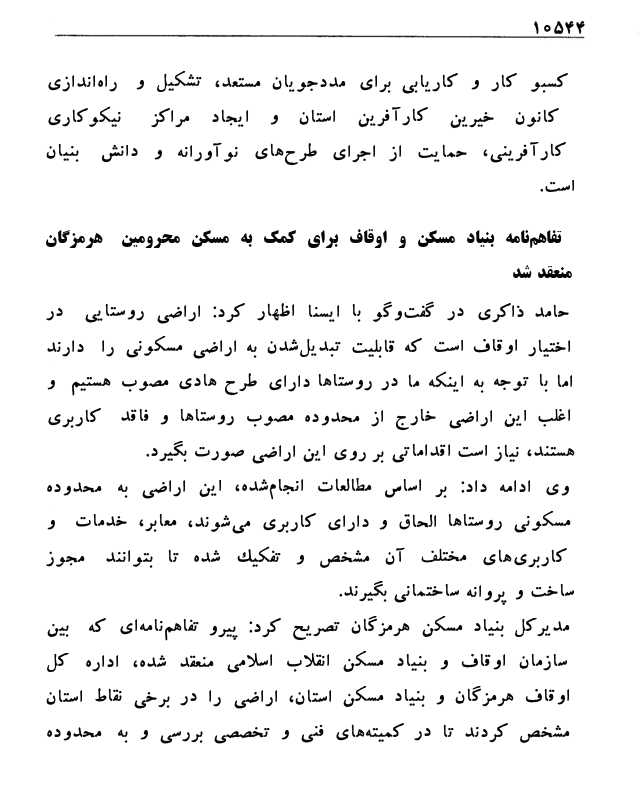 ۱۰۵۴۴
کسبو کار و کاریابی برای مددجویان مستعد، تشکیل و راه‌اندازی
کانون خیرین کارآفرین استان و ایجاد مراکز نیکوکاری
کارآفرینی، حمایت از اجرای طرح‌های نوآورانه و دانش بنیان
است.
تفاهم‌نامه بنیاد مسکن و اوقاف برای کمک به مسکن محرومین هرمزگان
منعقد شد
حامد ذاکری در گفت‌وگو با ایسنا اظهار کرد: اراضی روستایی در
اختیار اوقاف است که قابلیت تبدیل‌شدن به اراضی مسکونی را دارند
اما با توجه به اینکه ما در روستاها دارای طرح هادی مصوب هستیم و
اغلب این اراضی خارج از محدوده مصوب روستاها و فاقد کاربری
هستند، نیاز است اقداماتی بر روی این اراضی صورت بگیرد.
وی ادامه داد: بر اساس مطالعات انجام‌شده، این اراضی به محدوده
مسکونی روستاها الحاق و دارای کاربری می‌شوند، معابر، خدمات و
کاربری‌های مختلف آن مشخص و تفکیك شده تا بتوانند مجوز
ساخت و پروانه ساختمانی بگیرند.
مدیرکل بنیاد مسکن هرمزگان تصریح کرد: پیرو تفاهم‌نامه‌ای که بین
سازمان اوقاف و بنیاد مسکن انقلاب اسلامی منعقد شده، اداره کل
اوقاف هرمزگان و بنیاد مسکن استان، اراضی را در برخی نقاط استان
مشخص کردند تا در کمیته‌های فنی و تخصصی بررسی و به محدوده